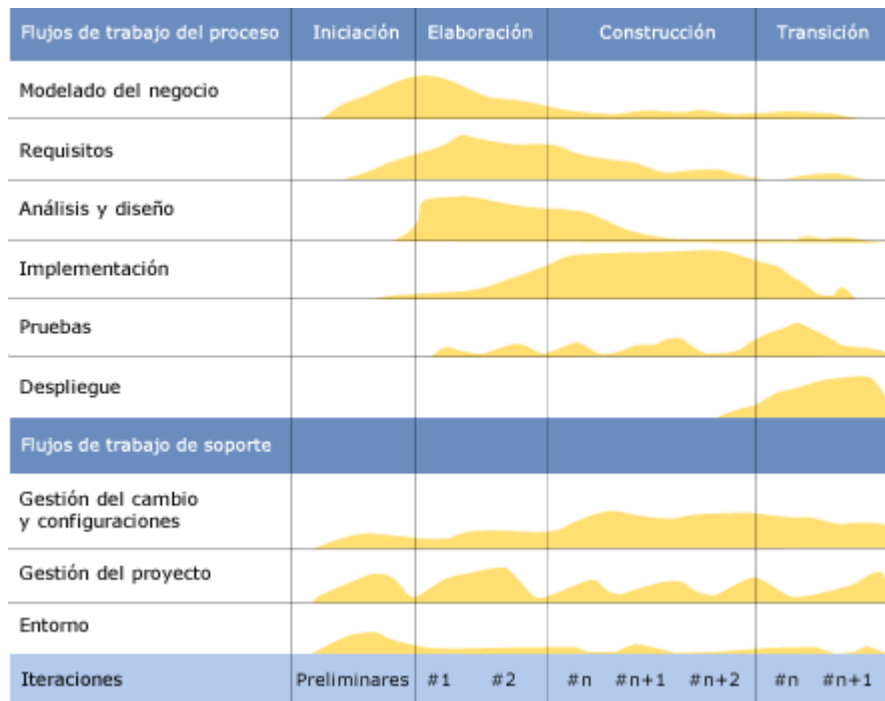 Flujos de trabajo del proceso Iniciación Elaboración Construcción Transición
Modelado del negocio
Requisitos
Análisis y diseño
Implementación
Pruebas
Despliegue
Flujos de trabajo de soporte
Gestión del cambio
y configuraciones
Gestión del proyecto
Entorno
Iteraciones Preliminares #1 #2 #n #n+1 #n+2 #n #n+1